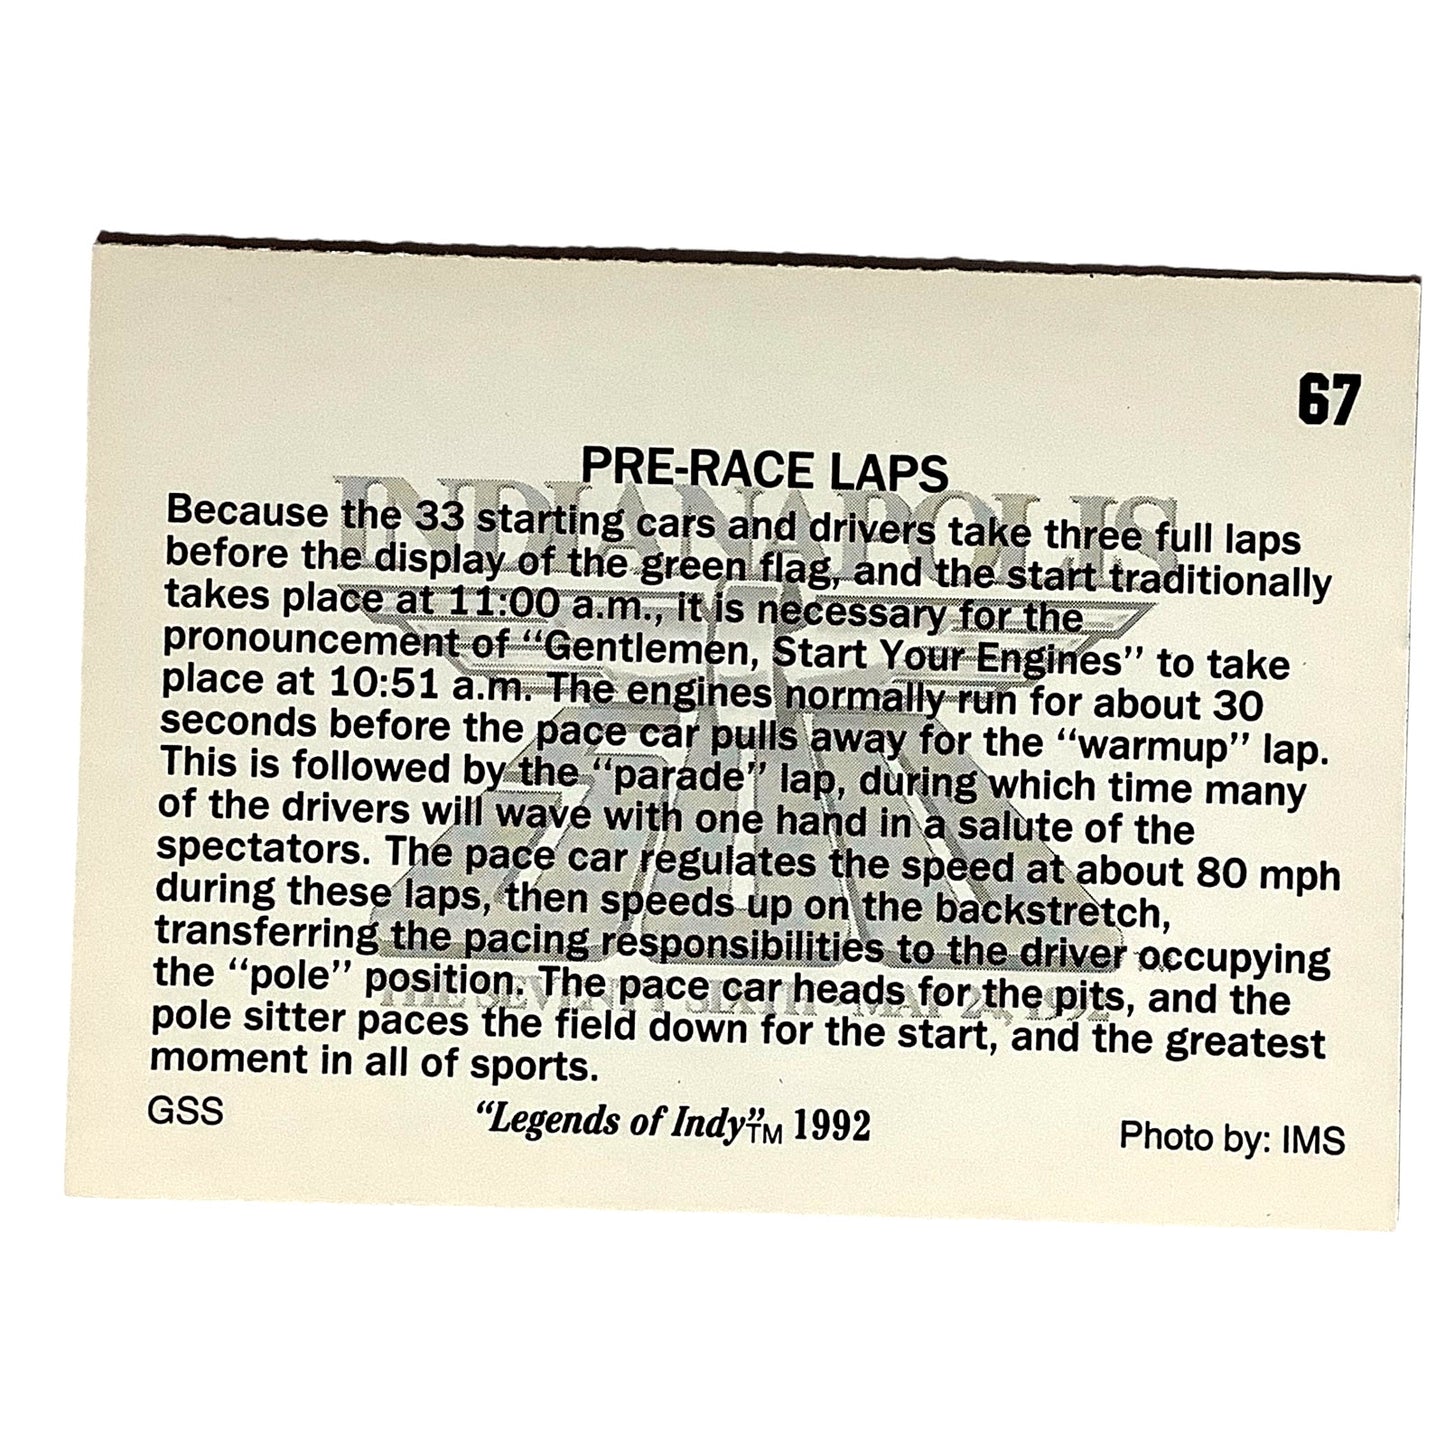 67
PRE-RACE LAPS
INDIANAPOLIS
Because the 33 starting cars and drivers take three full laps
before the display of the green flag, and the start traditionally
takes place at 11:00 a.m., it is necessary for the
pronouncement of “Gentlemen, Start Your Engines” to take
place at 10:51 a.m. The engines normally run for about 30
seconds before the pace car pulls away for the “warmup” lap.
This is followed by the “parade” lap, during which time many
of the drivers will wave with one hand in a salute of the
spectators. The pace car regulates the speed at about 80 mph
during these laps, then speeds up on the backstretch,
transferring the pacing responsibilities to the driver occupying
the “pole” position. The pace car heads for the pits, and the
THE SEVENTY-SIXTH • MAY 24, 1992
pole sitter paces the field down for the start, and the greatest
moment in all of sports.
GSS
“Legends of Indy”TM 1992
Photo by: IMS
500